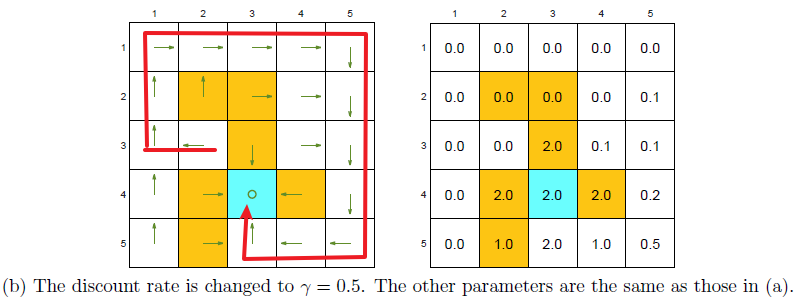 1 2 3 4 5 1 2 3 4 5
1 1 0.0 0.0 0.0 0.0 0.0
2 2 0.0 0.0 0.0 0.0 0.1
3 3 0.0 0.0 2.0 0.1 0.1
4 4 0.0 2.0 2.0 2.0 0.2
5 5 0.0 1.0 2.0 1.0 0.5
(b) The discount rate is changed to γ = 0.5. The other parameters are the same as those in (a).